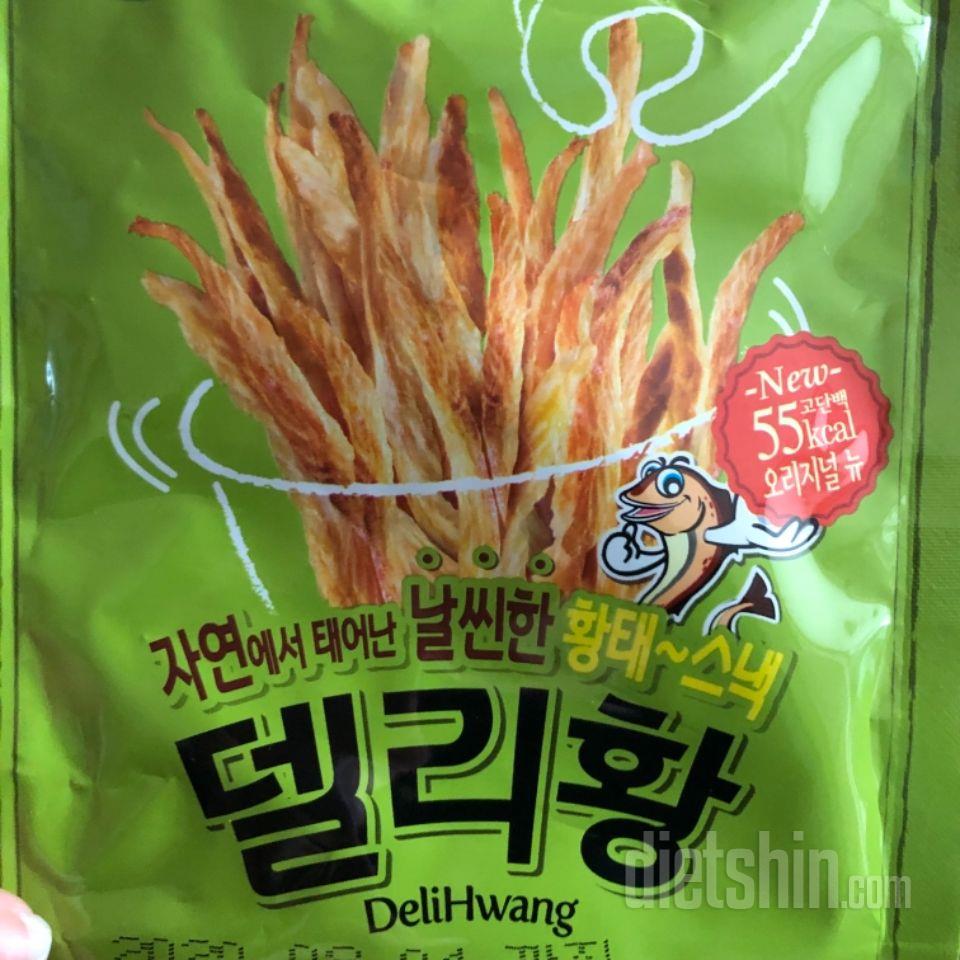 -New-
고단백
55kcal
오리지널 뉴
자연에서 태어난 날씬한 황태~스낵
델리황
DeliHwang
dietshin.com